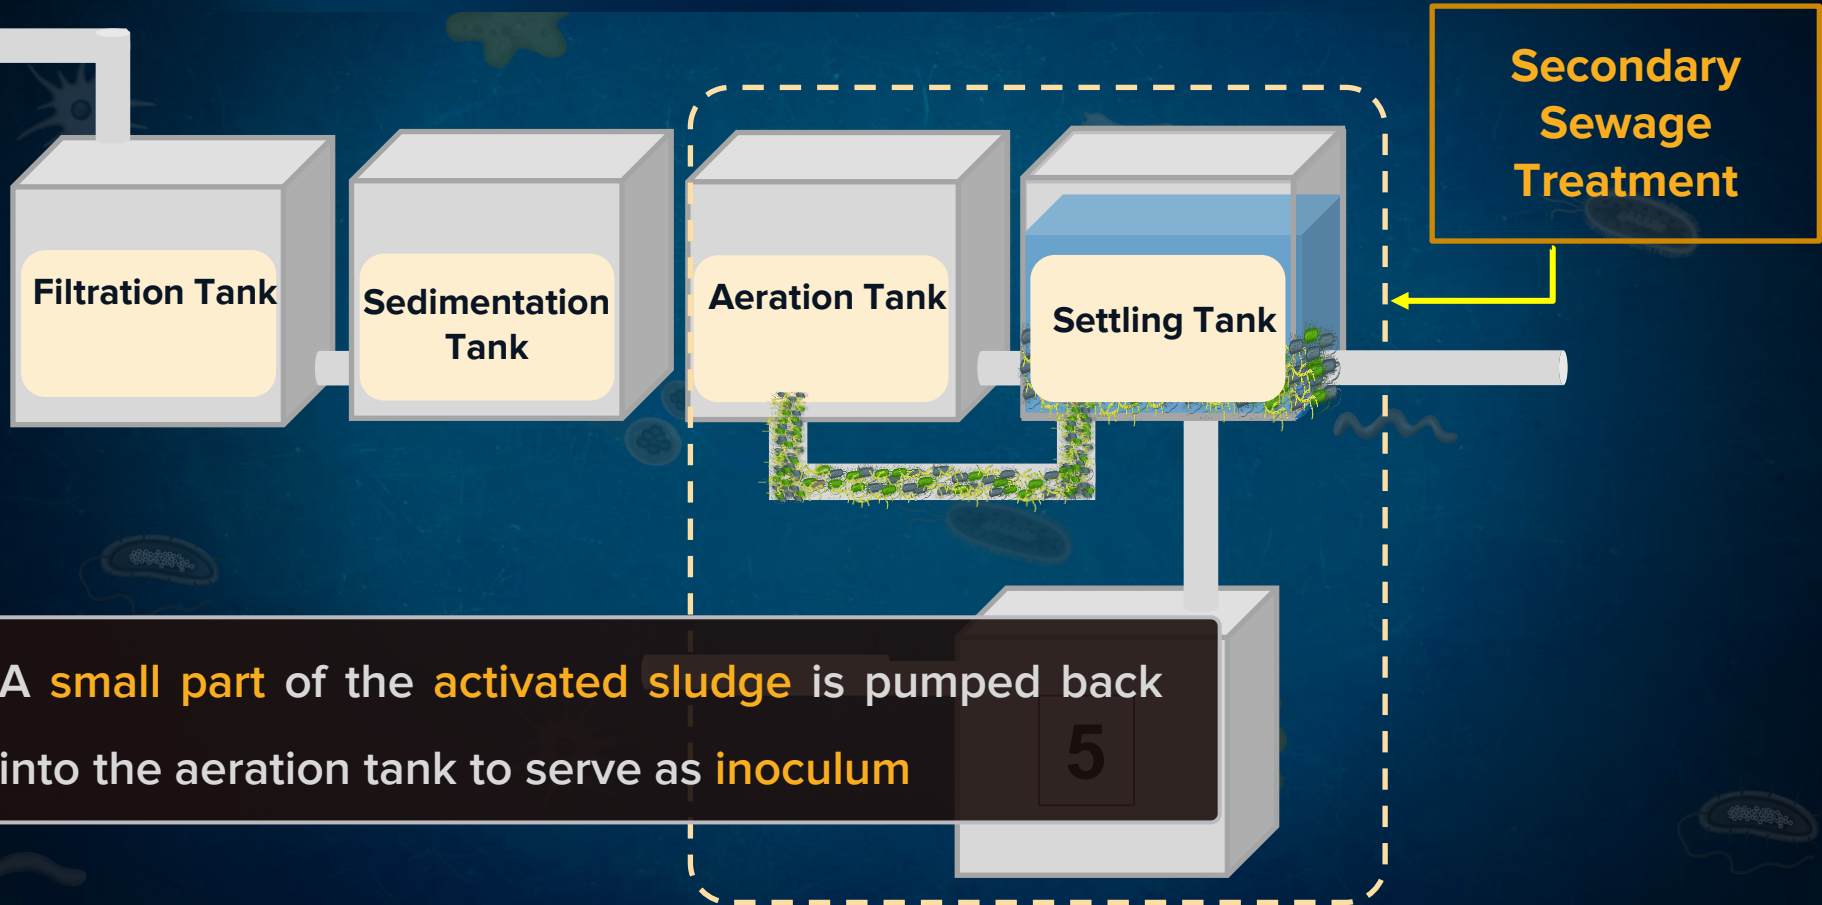 Secondary
Sewage
Treatment
Filtration Tank
Sedimentation
Tank
Aeration Tank
Settling Tank
A small part of the activated sludge is pumped back
into the aeration tank to serve as inoculum
5